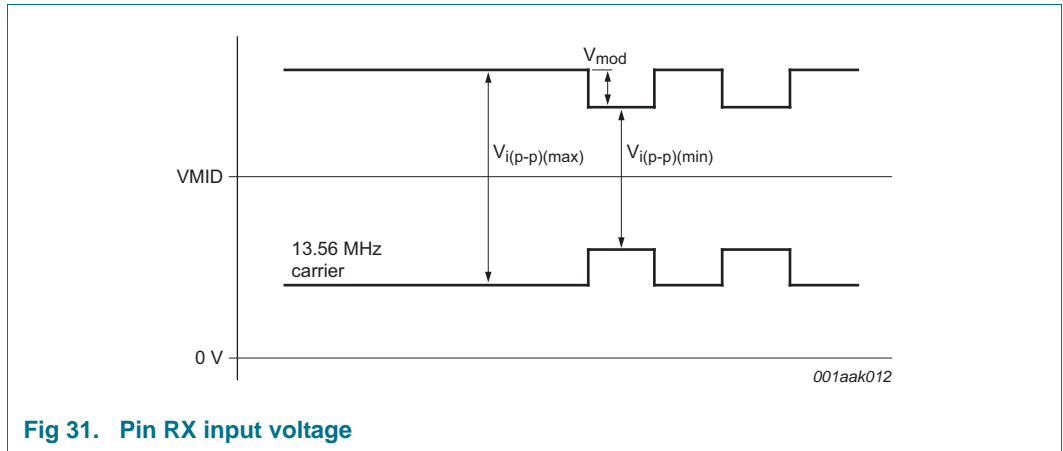 Vmod
Vi(p-p)(max)
Vi(p-p)(min)
VMID
13.56 MHz
carrier
0 V
001aak012
Fig 31. Pin RX input voltage